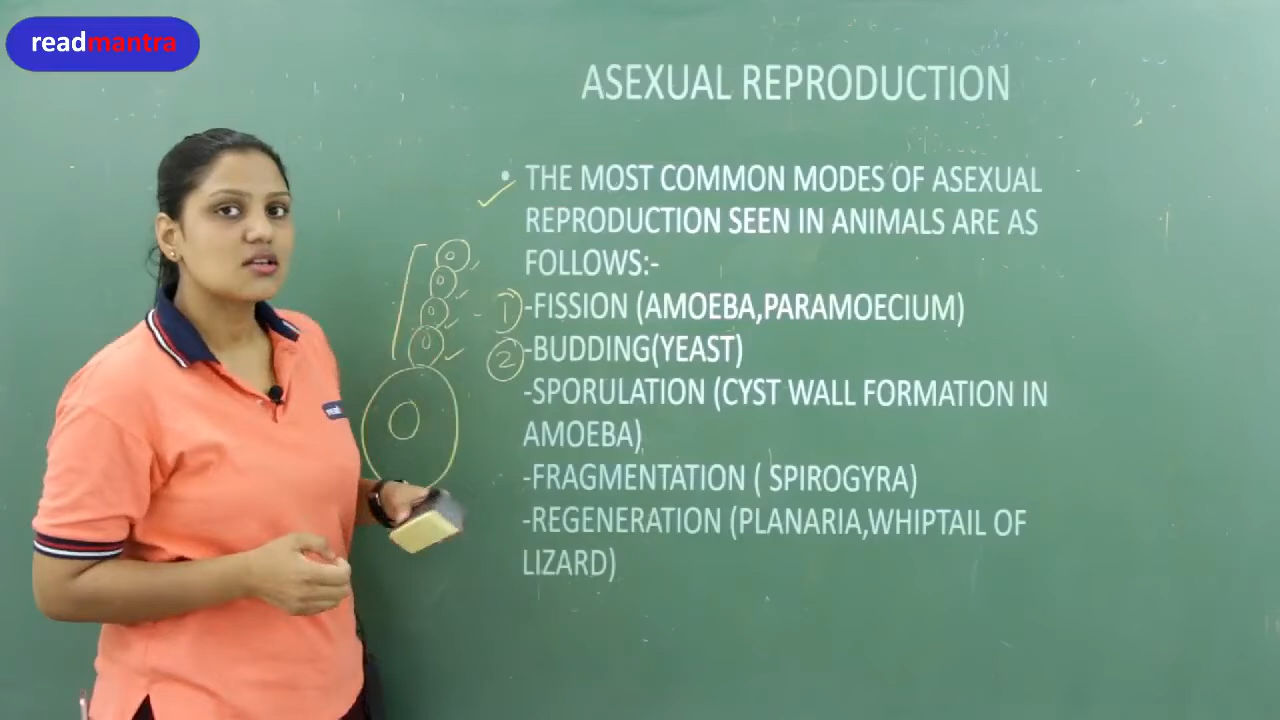 readmantra
ASEXUAL REPRODUCTION
• THE MOST COMMON MODES OF ASEXUAL
REPRODUCTION SEEN IN ANIMALS ARE AS
FOLLOWS:-
1 -FISSION (AMOEBA,PARAMOECIUM)
2 -BUDDING(YEAST)
-SPORULATION (CYST WALL FORMATION IN
AMOEBA)
-FRAGMENTATION ( SPIROGYRA)
-REGENERATION (PLANARIA,WHIPTAIL OF
LIZARD)